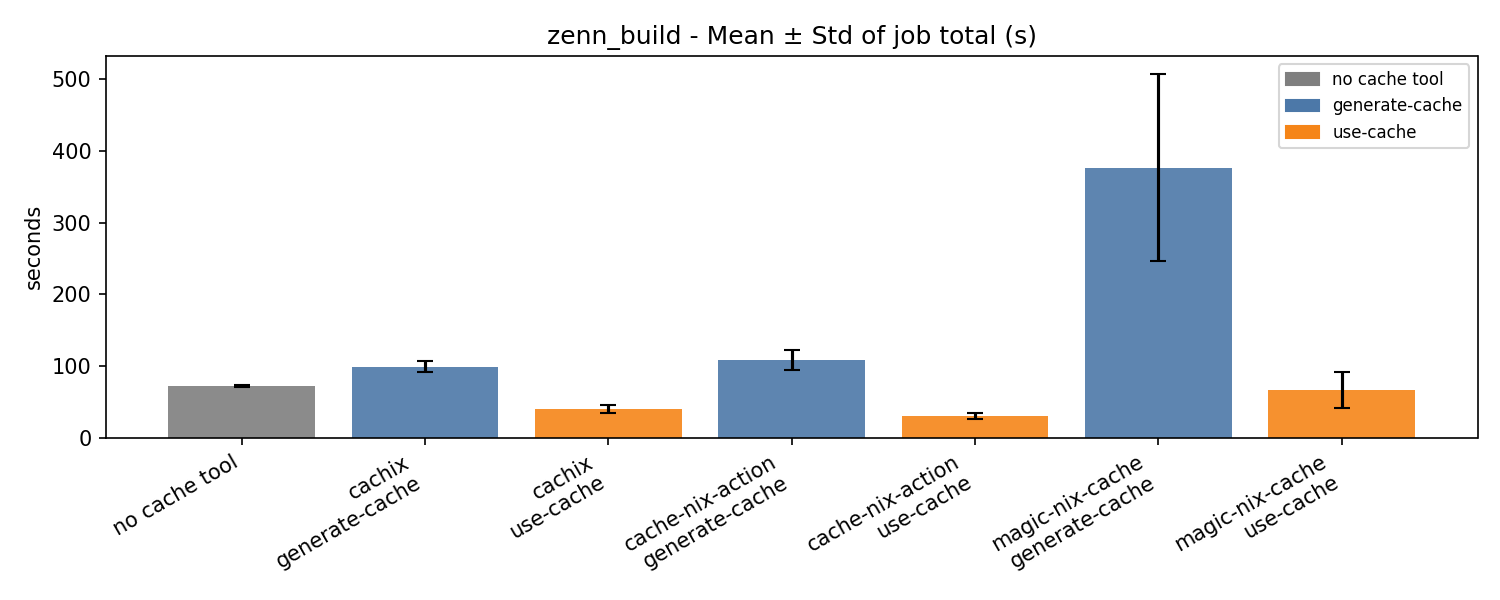 zenn_build - Mean ± Std of job total (s)
500
400
300
200
100
0
seconds
no cache tool
generate-cache
use-cache
no cache tool
cachix
generate-cache
cachix
use-cache
cache-nix-action
generate-cache
cache-nix-action
use-cache
magic-nix-cache
generate-cache
magic-nix-cache
use-cache